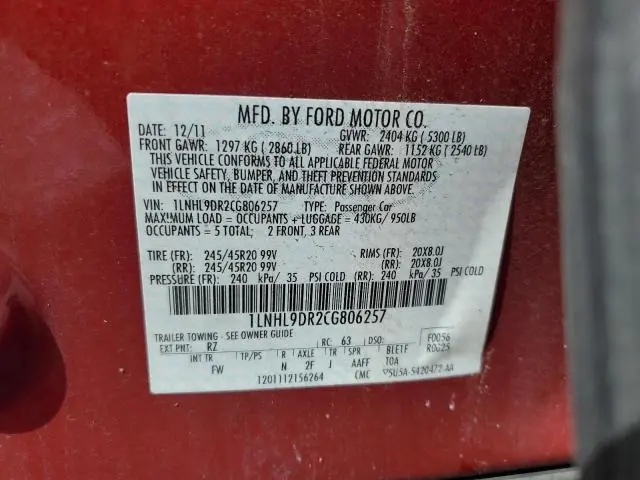 MFD. BY FORD MOTOR CO.
DATE: 12/11 GVWR: 2404 KG ( 5300 LB)
FRONT GAWR: 1297 KG ( 2860 LB) REAR GAWR: 1152 KG ( 2540 LB)
THIS VEHICLE CONFORMS TO ALL APPLICABLE FEDERAL MOTOR
VEHICLE SAFETY, BUMPER, AND THEFT PREVENTION STANDARDS
IN EFFECT ON THE DATE OF MANUFACTURE SHOWN ABOVE.
VIN: 1LNHL9DR2CG806257 TYPE: Passenger Car
MAXIMUM LOAD = OCCUPANTS + LUGGAGE = 430KG/ 950LB
OCCUPANTS = 5 TOTAL; 2 FRONT, 3 REAR
TIRE (FR): 245/45R20 99V RIMS (FR): 20X8.0J
(RR): 245/45R20 99V (RR): 20X8.0J
PRESSURE (FR): 240 kPa/ 35 PSI COLD (RR): 240 kPa/ 35 PSI COLD
1LNHL9DR2CG806257
TRAILER TOWING - SEE OWNER GUIDE
EXT PNT: RZ RC: 63 DSO: F0056
R0025
INT TR TP/PS R AXLE TR SPR BLETF
FW N 2F J AAFF TOA
1201112156264 CMC